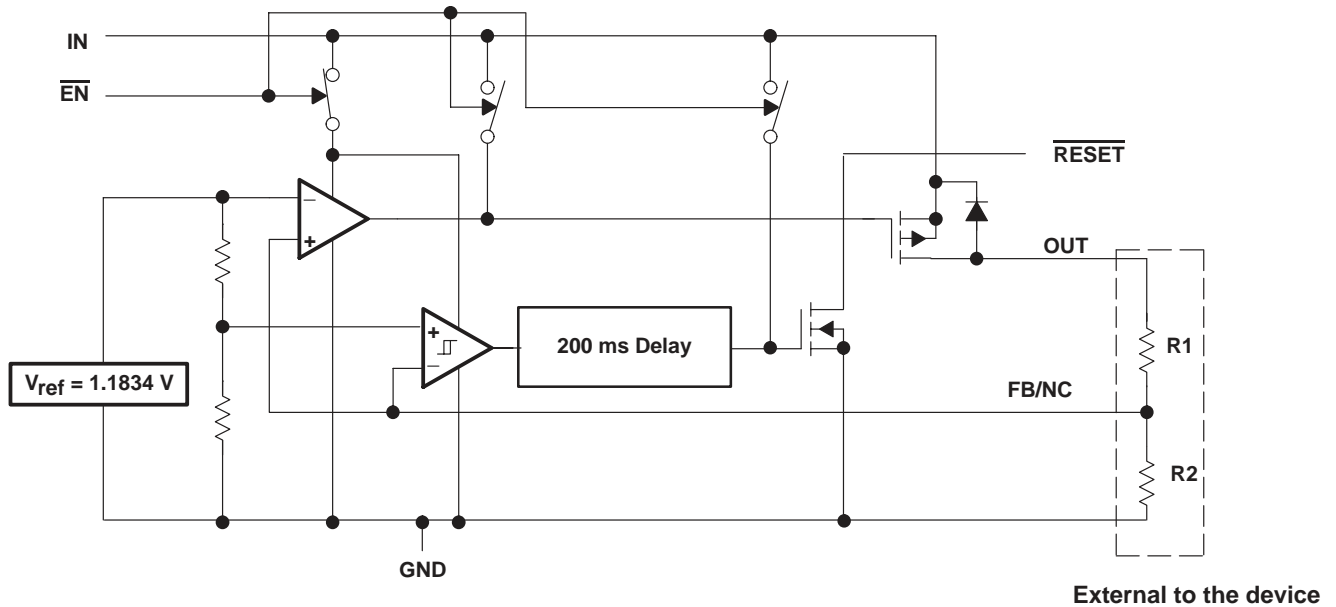 IN
EN
RESET
−
+
OUT
+
−
200 ms Delay
R1
Vref = 1.1834 V
FB/NC
R2
GND
External to the device